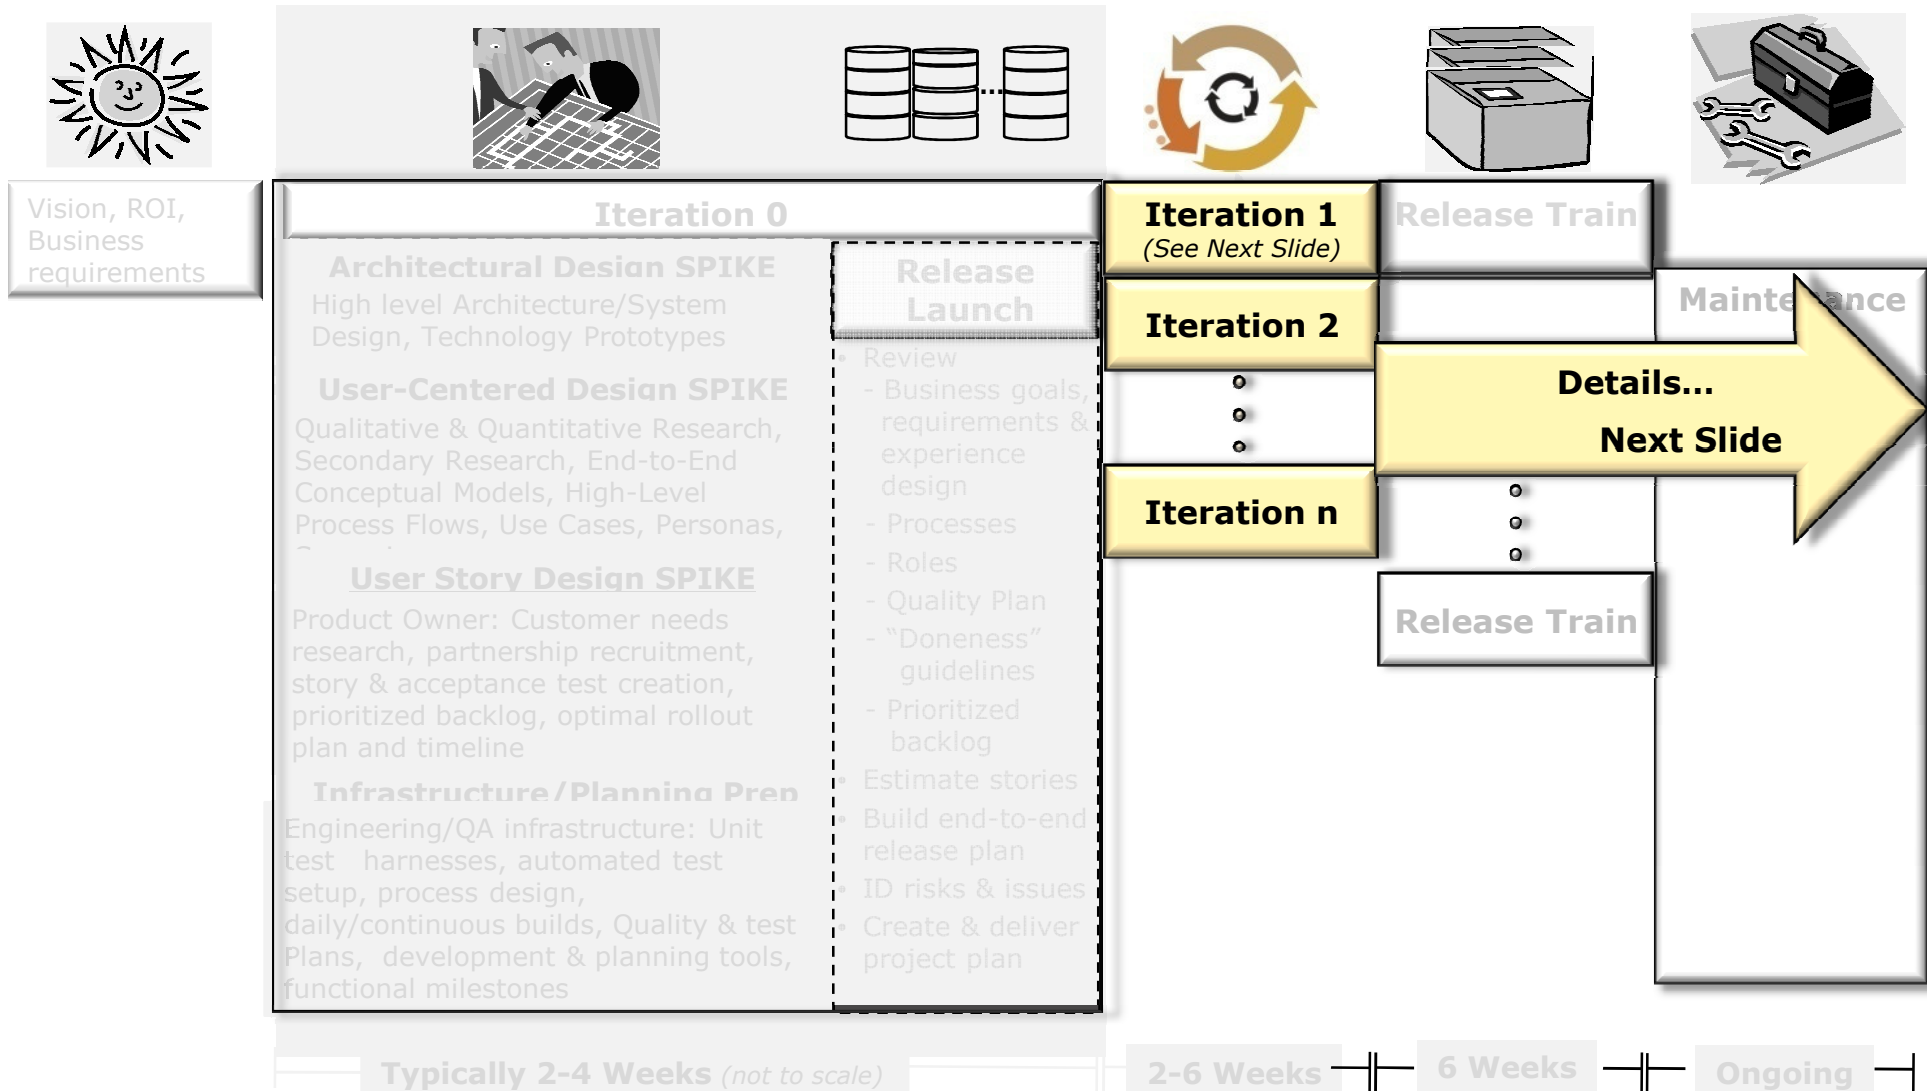 Vision, ROI,
Business
requirements
Iteration 0
Architectural Design SPIKE
High level Architecture/System
Design, Technology Prototypes
User-Centered Design SPIKE
Qualitative & Quantitative Research,
Secondary Research, End-to-End
Conceptual Models, High-Level
Process Flows, Use Cases, Personas,
User Story Design SPIKE
Product Owner: Customer needs
research, partnership recruitment,
story & acceptance test creation,
prioritized backlog, optimal rollout
plan and timeline
Infrastructure/Planning Prep
Engineering/QA infrastructure: Unit
test harnesses, automated test
setup, process design,
daily/continuous builds, Quality & test
Plans, development & planning tools,
functional milestones
Release
Launch
• Review
- Business goals,
requirements &
experience
design
- Processes
- Roles
- Quality Plan
- “Doneness”
guidelines
- Prioritized
backlog
• Estimate stories
• Build end-to-end
release plan
• ID risks & issues
• Create & deliver
project plan
Iteration 1
(See Next Slide)
Iteration 2
Iteration n
Release Train
Release Train
Details...
Next Slide
Typically 2-4 Weeks (not to scale)
2-6 Weeks
6 Weeks
Ongoing